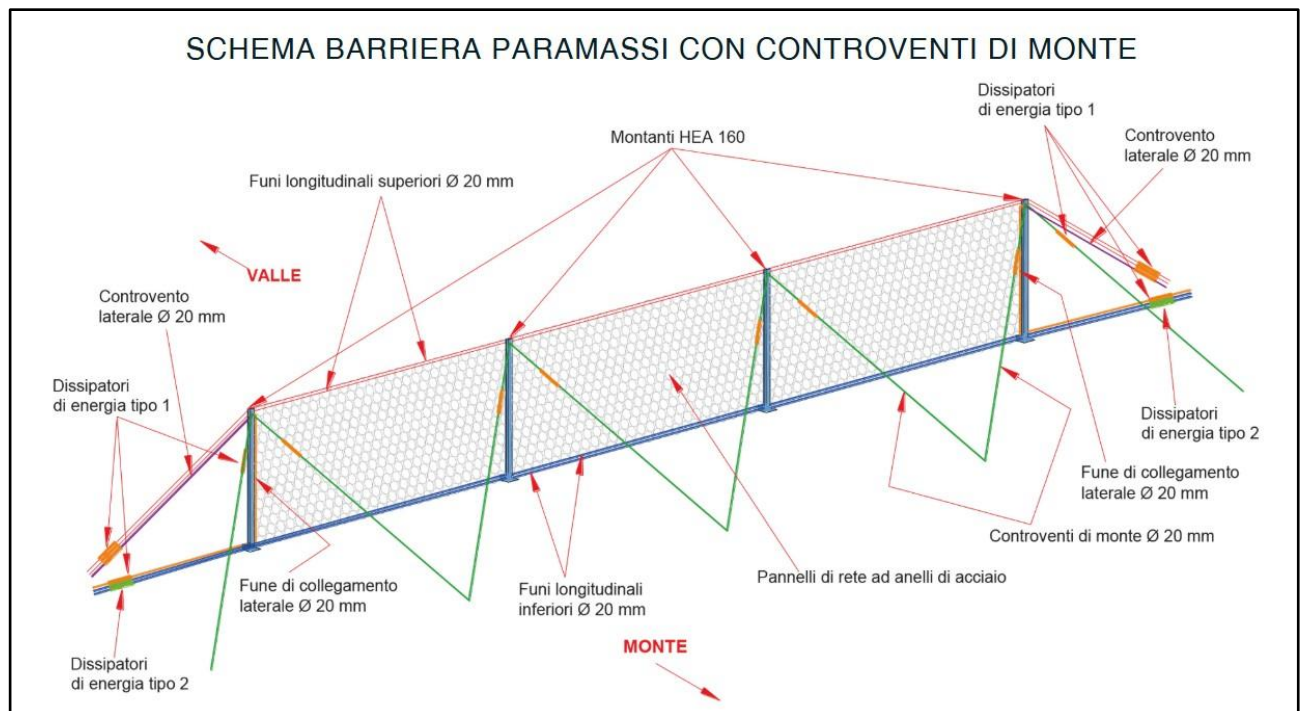 SCHEMA BARRIERA PARAMASSI CON CONTROVENTI DI MONTE
Dissipatori
di energia tipo 1
Montanti HEA 160
Controvento
laterale Ø 20 mm
Funi longitudinali superiori Ø 20 mm
VALLE
Controvento
laterale Ø 20 mm
Dissipatori
di energia tipo 1
Dissipatori
di energia tipo 2
Fune di collegamento
laterale Ø 20 mm
Controventi di monte Ø 20 mm
Pannelli di rete ad anelli di acciaio
Fune di collegamento
laterale Ø 20 mm
Funi longitudinali
inferiori Ø 20 mm
MONTE
Dissipatori
di energia tipo 2